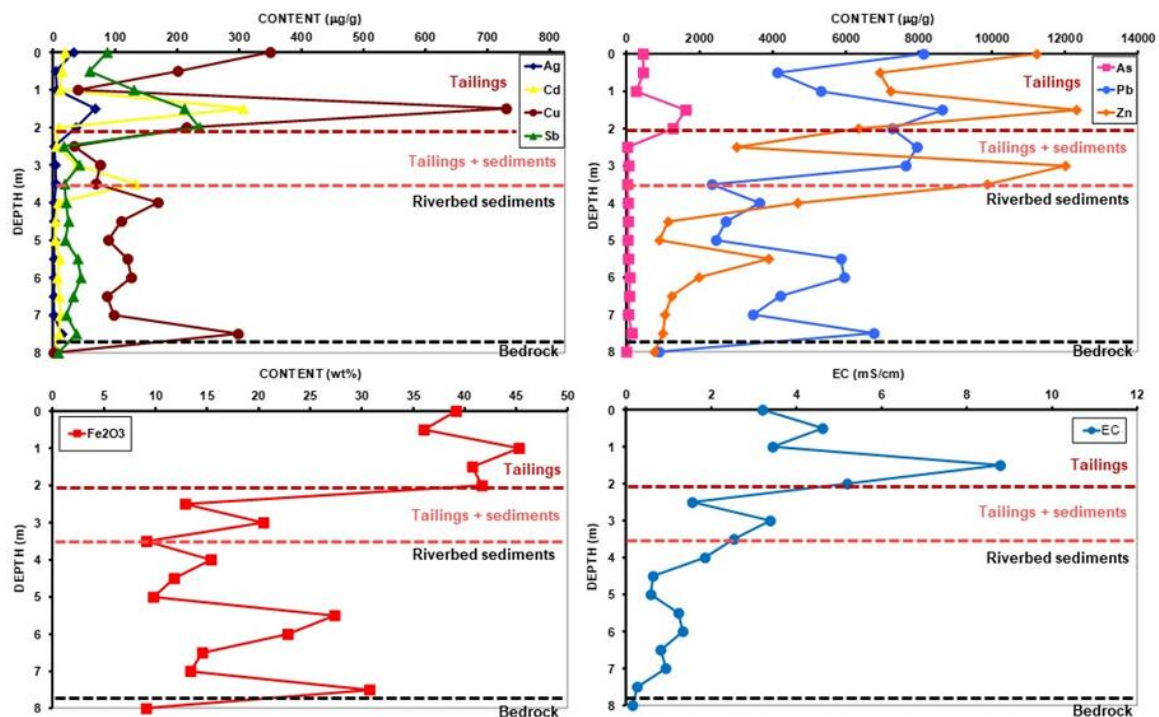 CONTENT (µg/g)
0 100 200 300 400 500 600 700 800
DEPTH (m)
0
1
2
3
4
5
6
7
8
Tailings
Ag
Cd
Cu
Sb
Tailings + sediments
Riverbed sediments
Bedrock
CONTENT (µg/g)
0 2000 4000 6000 8000 10000 12000 14000
DEPTH (m)
0
1
2
3
4
5
6
7
8
Tailings
As
Pb
Zn
Tailings + sediments
Riverbed sediments
Bedrock
CONTENT (wt%)
0 5 10 15 20 25 30 35 40 45 50
DEPTH (m)
0
1
2
3
4
5
6
7
8
Fe2O3
Tailings
Tailings + sediments
Riverbed sediments
Bedrock
EC (mS/cm)
0 2 4 6 8 10 12
DEPTH (m)
0
1
2
3
4
5
6
7
8
EC
Tailings
Tailings + sediments
Riverbed sediments
Bedrock